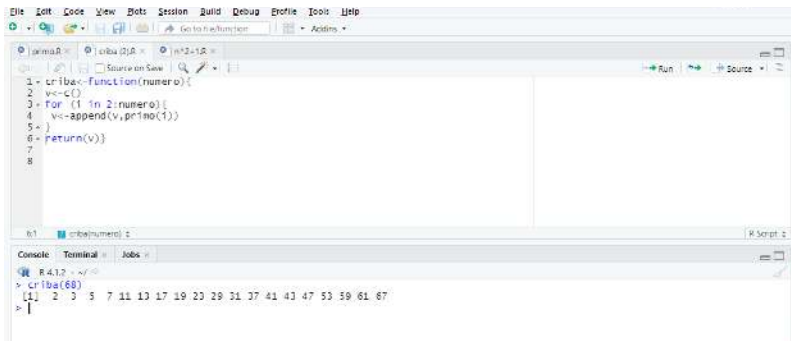 File Edit Code View Plots Session Build Debug Profile Tools Help
Go to file/function Addins
primo.R criba (2).R n^2+1.R
Source on Save Run Source
1 criba<-function(numero){
2 v<-c()
3 for (i in 2:numero){
4 v<-append(v,primo(i))
5 }
6 return(v)}
7
8
6:1 criba(numero) R Script
Console Terminal Jobs
R 4.1.2 · ~/
> criba(68)
[1] 2 3 5 7 11 13 17 19 23 29 31 37 41 43 47 53 59 61 67
>